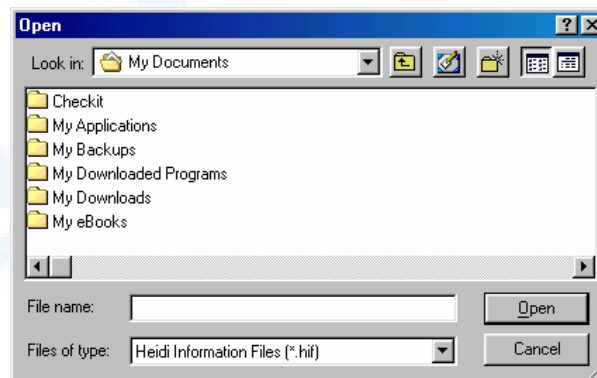 Open
Look in: My Documents
Checkit
My Applications
My Backups
My Downloaded Programs
My Downloads
My eBooks
File name: Open
Files of type: Heidi Information Files (*.hif) Cancel